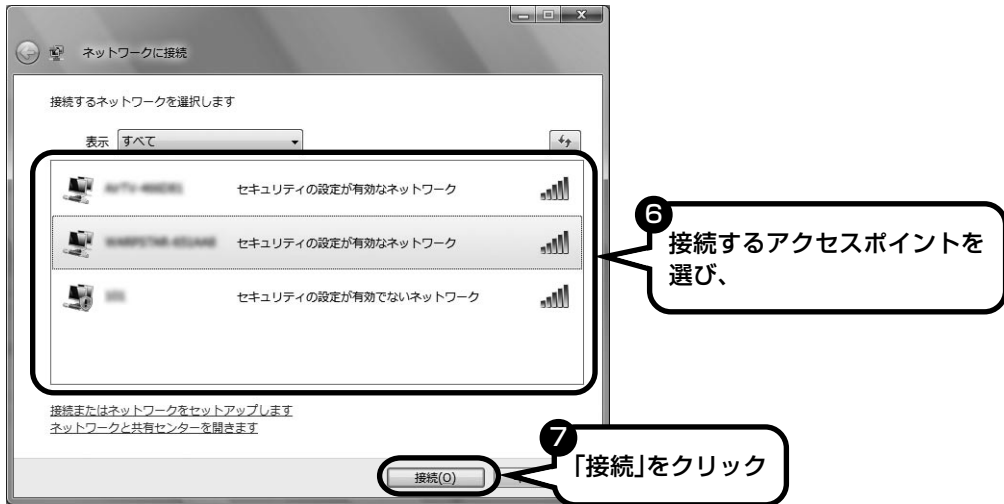 ネットワークに接続
接続するネットワークを選択します
表示 すべて
セキュリティの設定が有効なネットワーク
セキュリティの設定が有効なネットワーク
セキュリティの設定が有効でないネットワーク
❻
接続するアクセスポイントを
選び、
接続またはネットワークをセットアップします
ネットワークと共有センターを開きます
❼
「接続」をクリック
接続(O)